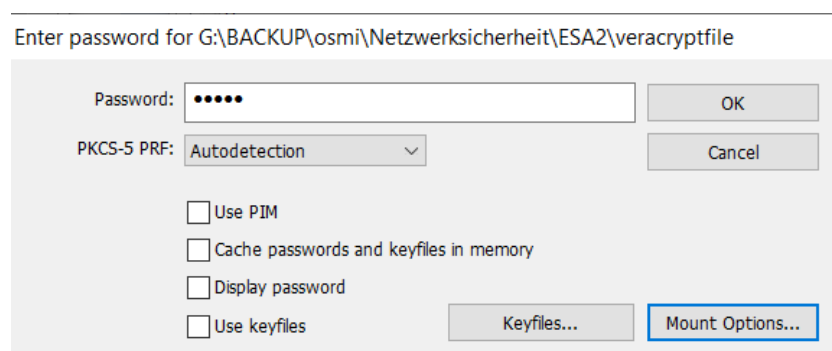 Enter password for G:\BACKUP\osmi\Netzwerksicherheit\ESA2\veracryptfile
Password: ••••• OK
PKCS-5 PRF: Autodetection Cancel
Use PIM
Cache passwords and keyfiles in memory
Display password
Use keyfiles Keyfiles... Mount Options...